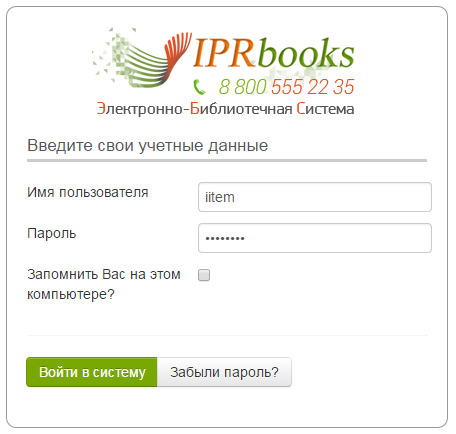 IPRbooks
8 800 555 22 35
Электронно-Библиотечная Система
Введите свои учетные данные
Имя пользователя
iitem
Пароль
••••••••
Запомнить Вас на этом
компьютере?
Войти в систему
Забыли пароль?